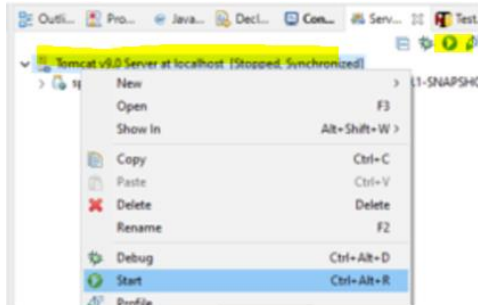 Outli... Pro... Java... Decl... Con... Serv... Test
Tomcat v9.0 Server at localhost [Stopped, Synchronized]
.1-SNAPSHO
New
Open F3
Show In Alt+Shift+W >
Copy Ctrl+C
Paste Ctrl+V
Delete Delete
Rename F2
Debug Ctrl+Alt+D
Start Ctrl+Alt+R
Profile